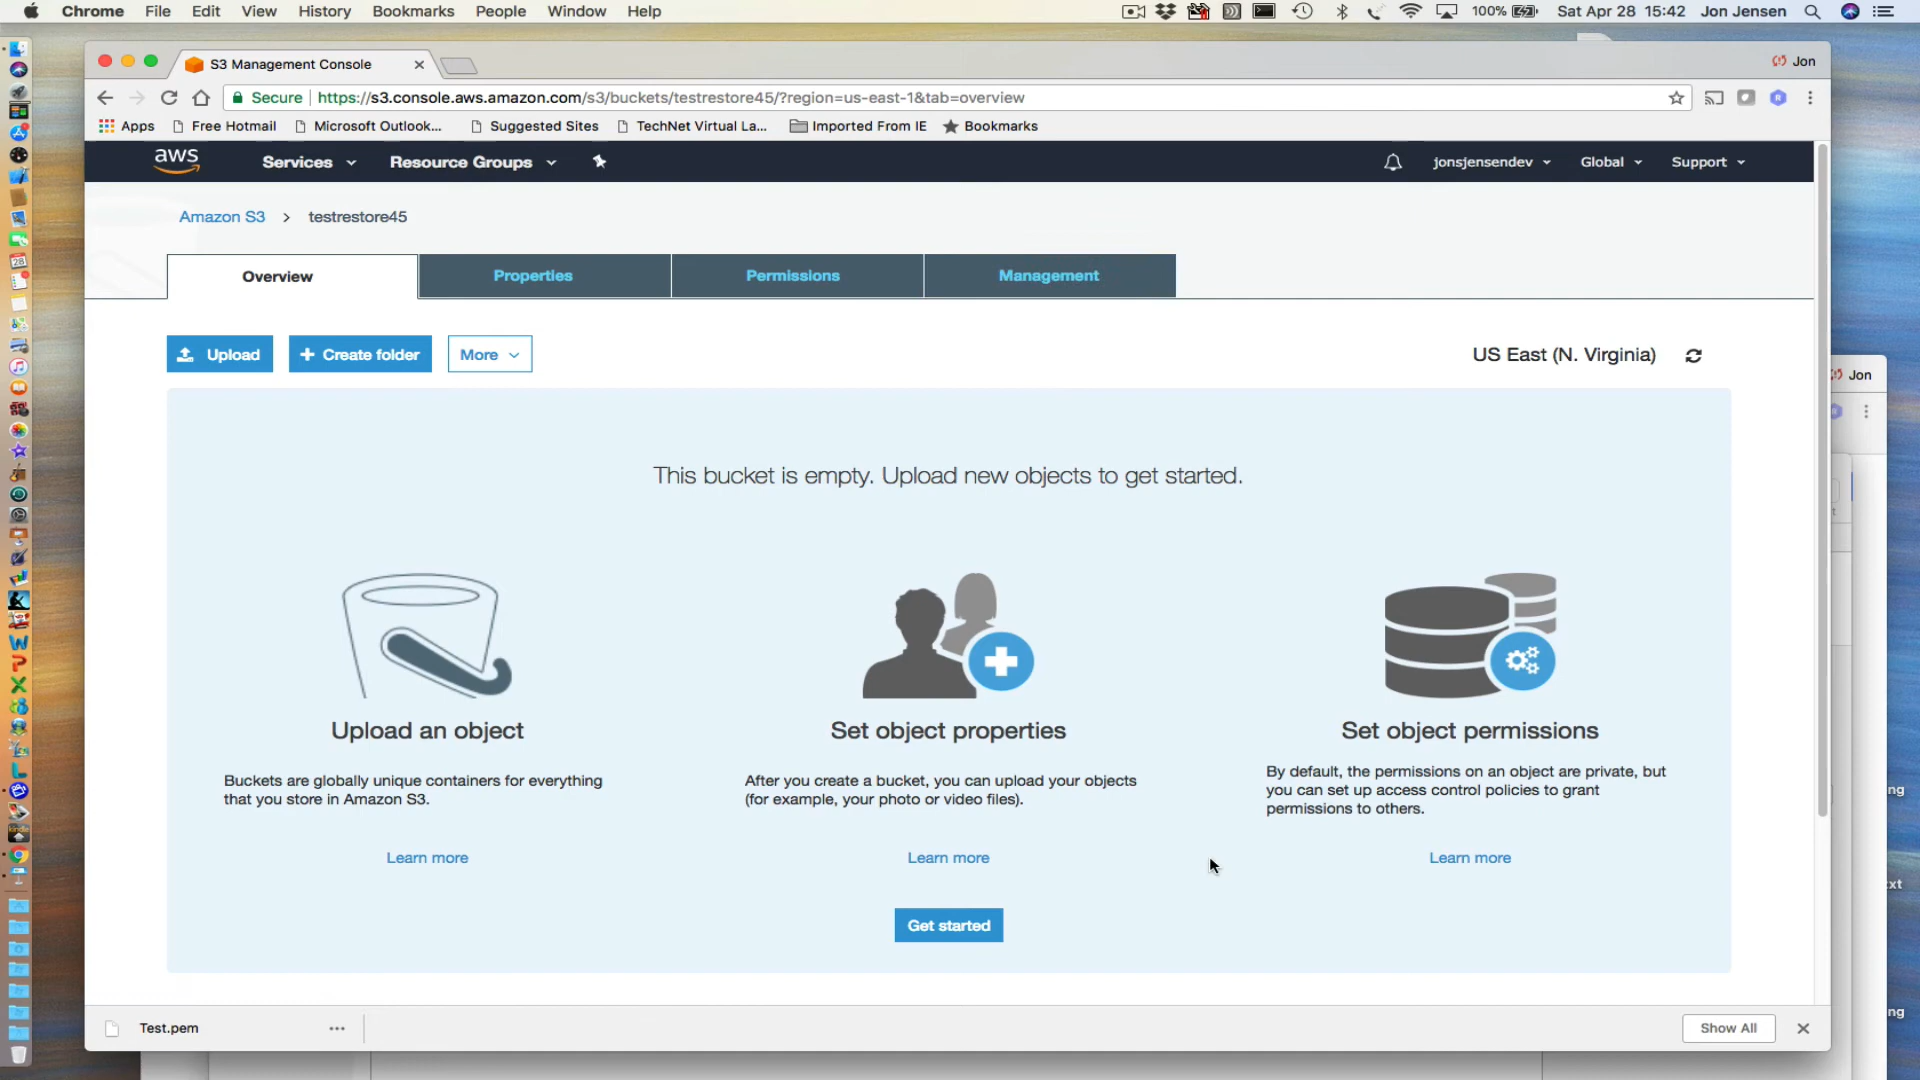 Chrome File Edit View History Bookmarks People Window Help
100% Sat Apr 28 15:42 Jon Jensen
S3 Management Console
Jon
Secure https://s3.console.aws.amazon.com/s3/buckets/testrestore45/?region=us-east-1&tab=overview
Apps Free Hotmail Microsoft Outlook... Suggested Sites TechNet Virtual La... Imported From IE Bookmarks
aws Services Resource Groups jonsjensendev Global Support
Amazon S3 > testrestore45
Overview Properties Permissions Management
Upload Create folder More US East (N. Virginia)
Jon
This bucket is empty. Upload new objects to get started.
Upload an object
Buckets are globally unique containers for everything
that you store in Amazon S3.
Learn more
Set object properties
After you create a bucket, you can upload your objects
(for example, your photo or video files).
Learn more
Set object permissions
By default, the permissions on an object are private, but
you can set up access control policies to grant
permissions to others.
Learn more
ng
xt
Get started
ng
Test.pem Show All